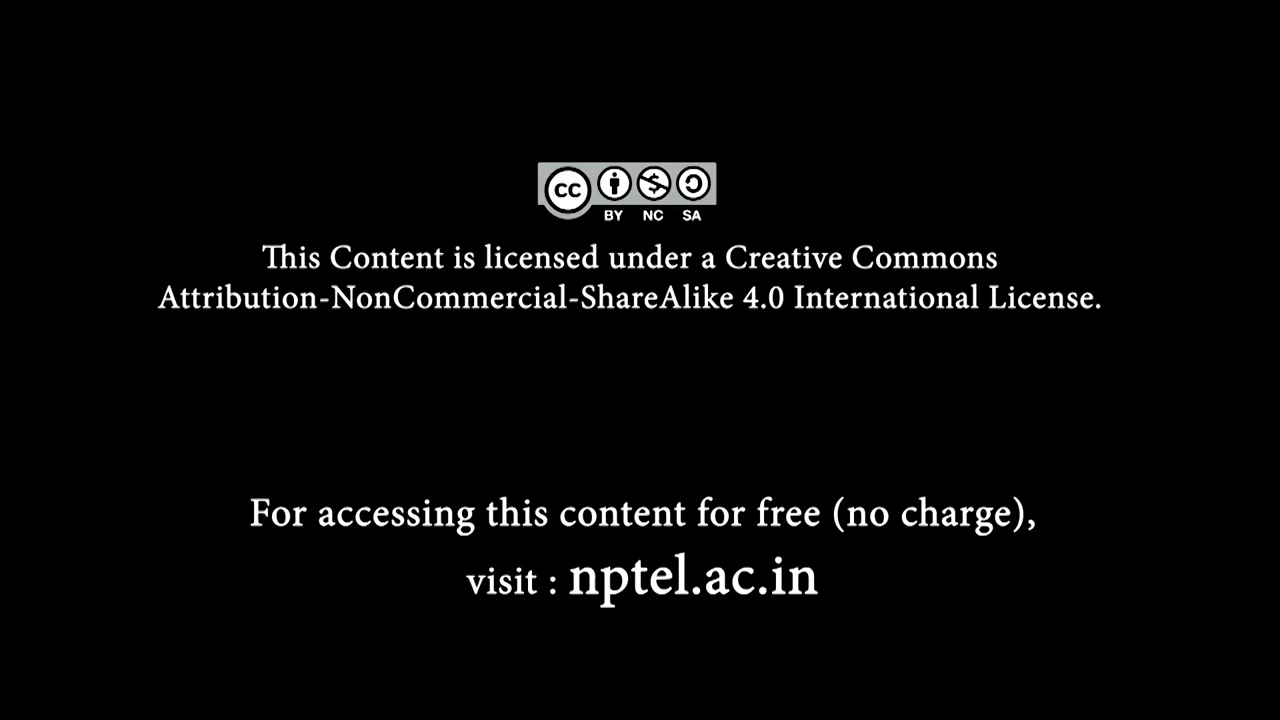 cc BY NC SA
This Content is licensed under a Creative Commons
Attribution-NonCommercial-ShareAlike 4.0 International License.
For accessing this content for free (no charge),
visit : nptel.ac.in